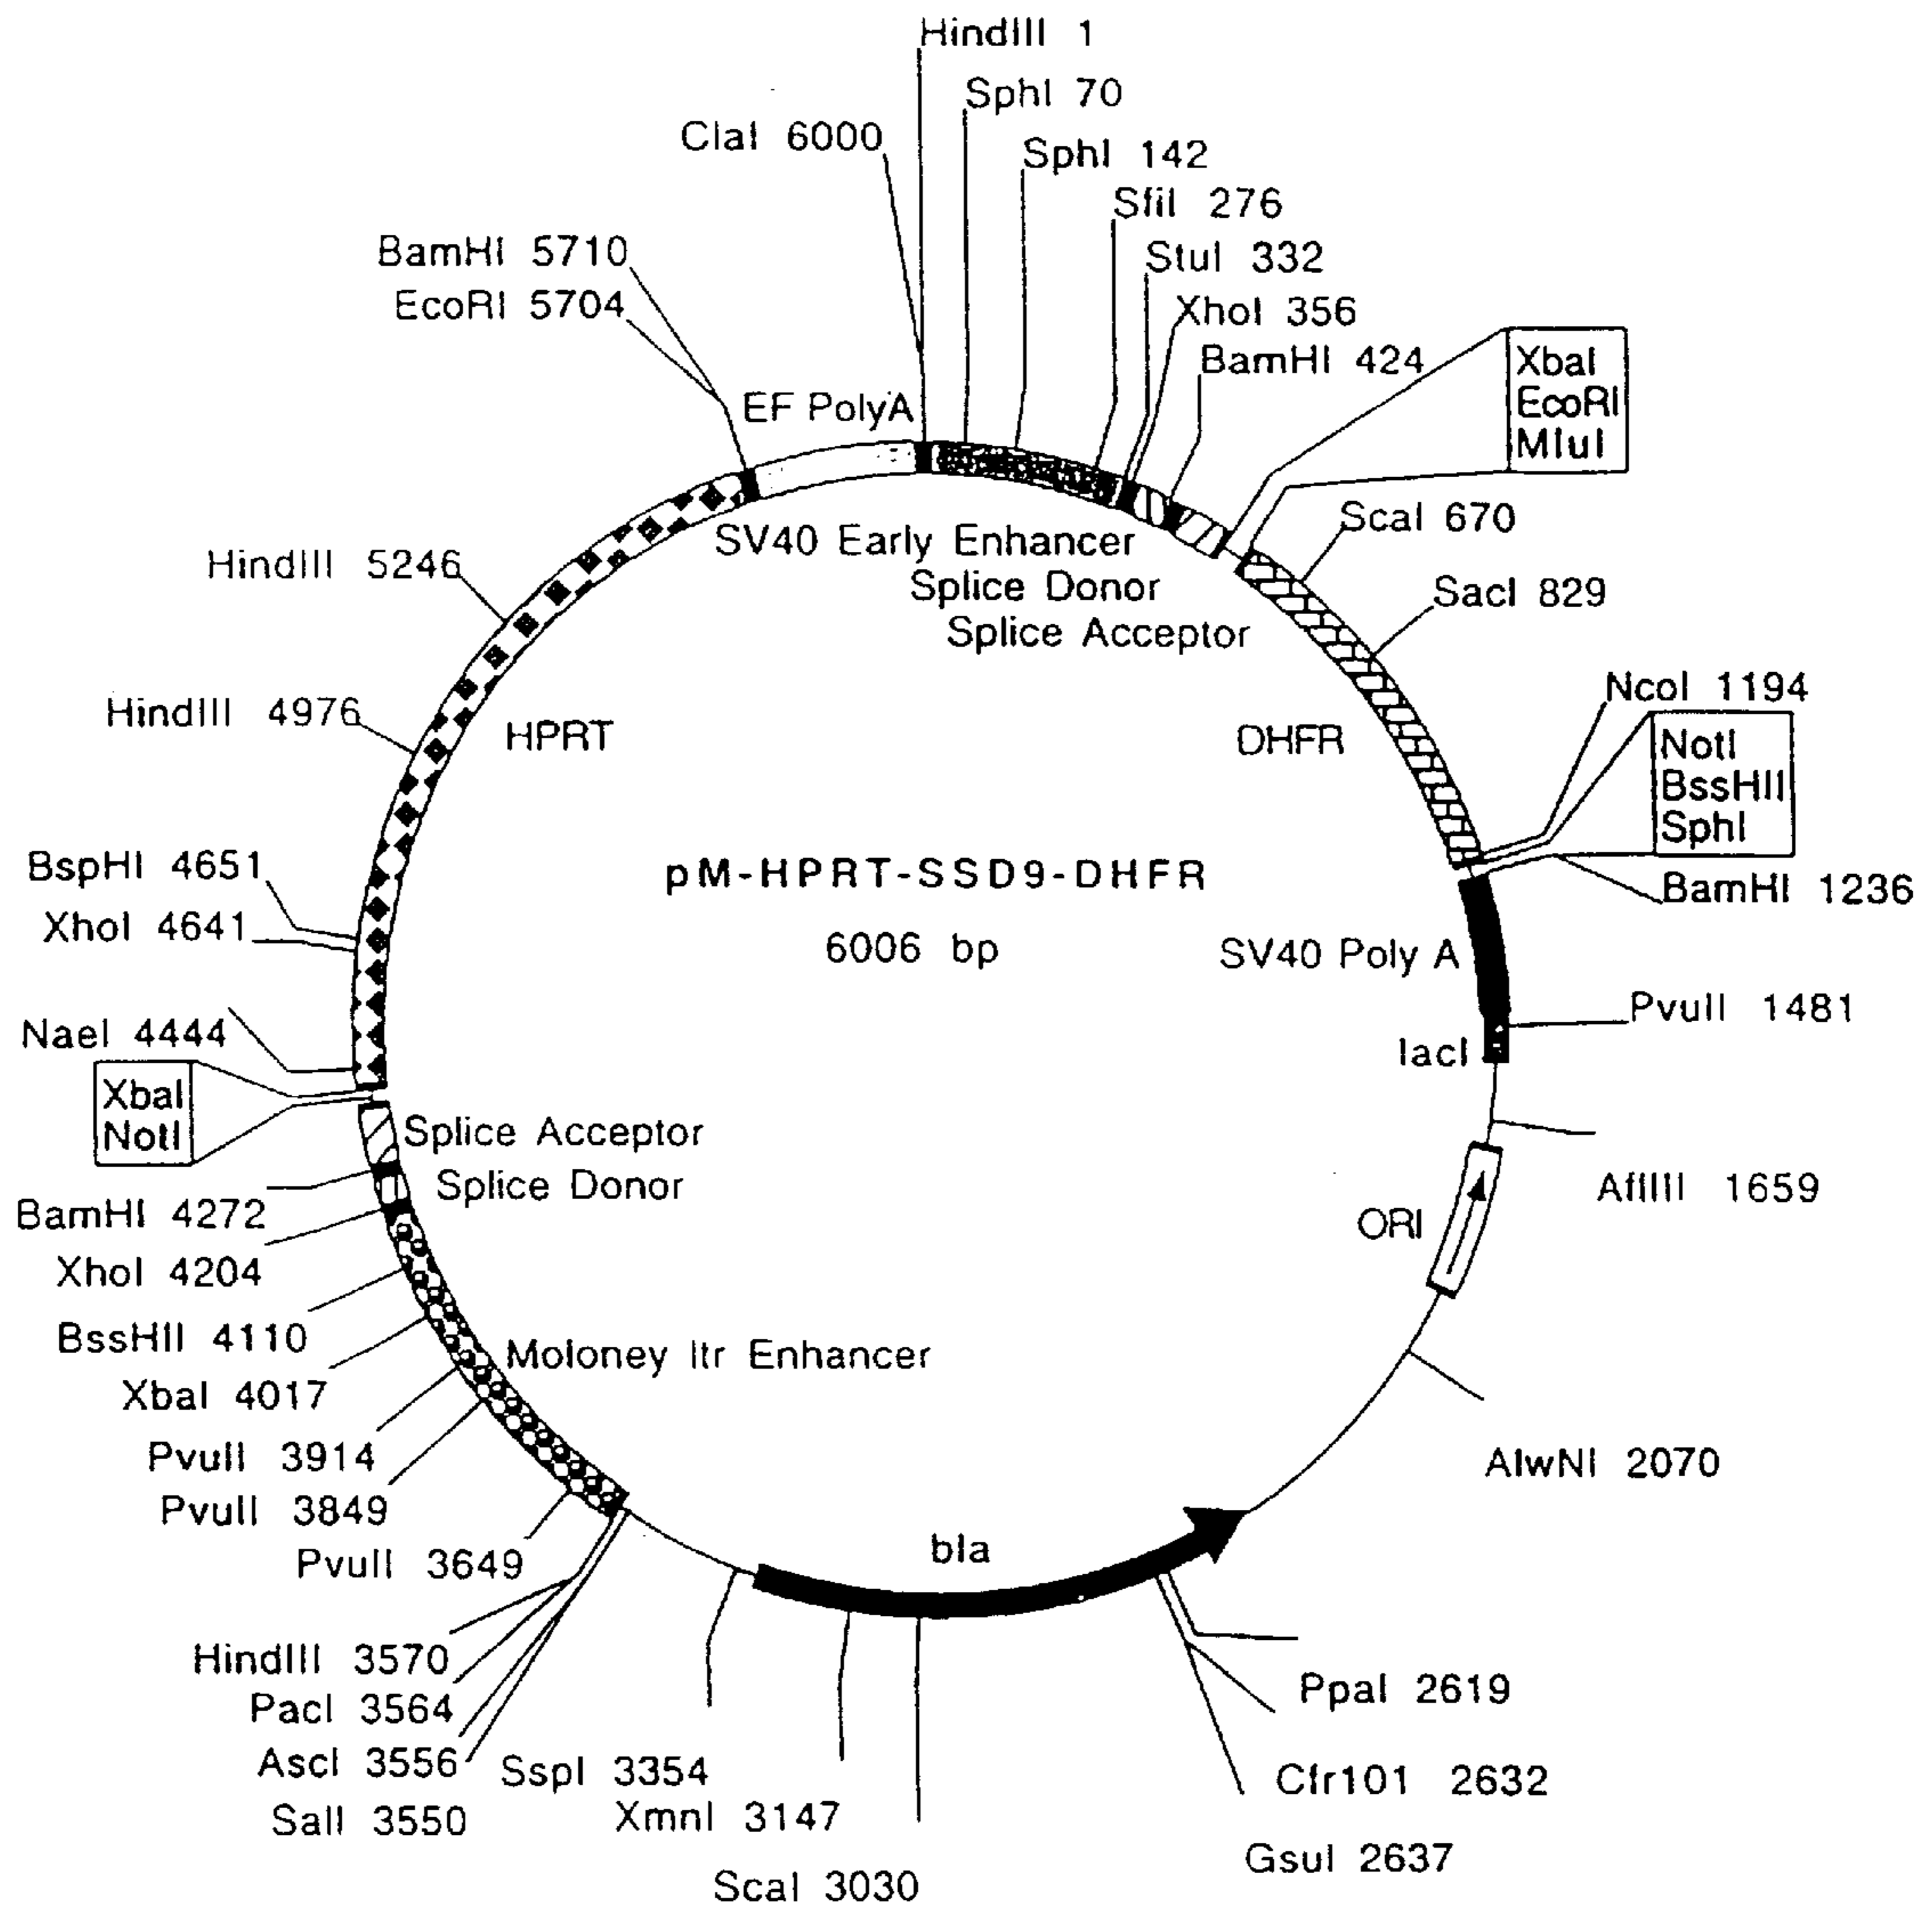 HindIII 1
SphI 70
ClaI 6000
SphI 142
SfiI 276
BamHI 5710
StuI 332
EcoRI 5704
XhoI 356
BamHI 424
XbaI
EcoRI
MluI
EF PolyA
ScaI 670
SV40 Early Enhancer
HindIII 5246
Splice Donor
SacI 829
Splice Acceptor
NcoI 1194
HindIII 4976
HPRT
DHFR
NotI
BssHII
SphI
BspHI 4651
pM-HPRT-SSD9-DHFR
BamHI 1236
XhoI 4641
6006 bp
SV40 Poly A
PvuII 1481
NaeI 4444
lacI
XbaI
NotI
Splice Acceptor
Splice Donor
AflIII 1659
BamHI 4272
ORI
XhoI 4204
BssHII 4110
Moloney ltr Enhancer
XbaI 4017
PvuII 3914
AlwNI 2070
PvuII 3849
bla
PvuII 3649
HindIII 3570
PpaI 2619
PacI 3564
AscI 3556
SspI 3354
Cfr101 2632
SalI 3550
XmnI 3147
GsuI 2637
ScaI 3030